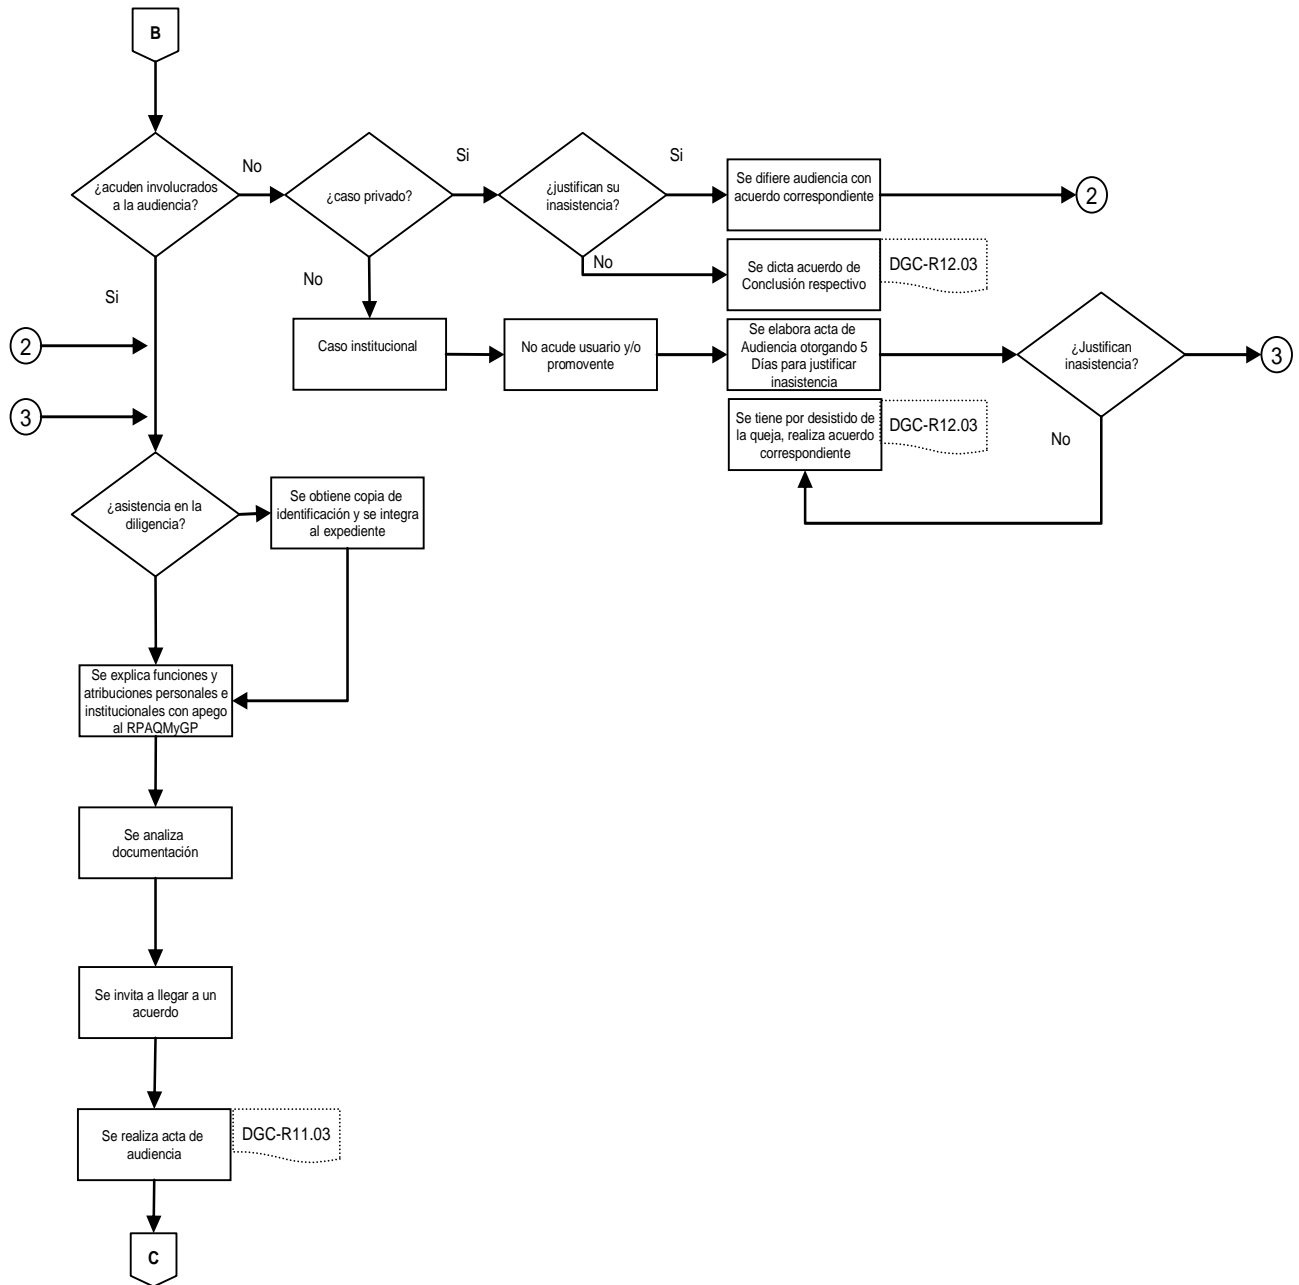 B
¿acuden involucrados
a la audiencia?
No
¿caso privado?
Si
¿justifican su
inasistencia?
Si
Se difiere audiencia con
acuerdo correspondiente
2
No
Se dicta acuerdo de
Conclusión respectivo
DGC-R12.03
Si
No
Caso institucional
No acude usuario y/o
promovente
Se elabora acta de
Audiencia otorgando 5
Días para justificar
inasistencia
¿Justifican
inasistencia?
3
2
3
Se tiene por desistido de
la queja, realiza acuerdo
correspondiente
DGC-R12.03
No
¿asistencia en la
diligencia?
Se obtiene copia de
identificación y se integra
al expediente
Se explica funciones y
atribuciones personales e
institucionales con apego
al RPAQMyGP
Se analiza
documentación
Se invita a llegar a un
acuerdo
Se realiza acta de
audiencia
DGC-R11.03
C